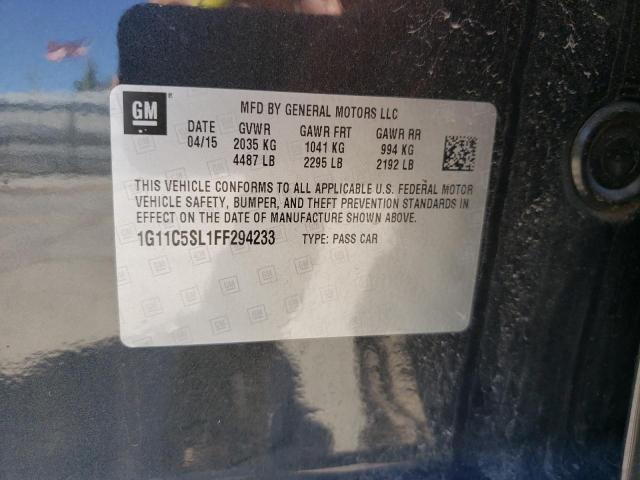 GM ® MFD BY GENERAL MOTORS LLC
DATE GVWR GAWR FRT GAWR RR
04/15 2035 KG 1041 KG 994 KG
4487 LB 2295 LB 2192 LB
THIS VEHICLE CONFORMS TO ALL APPLICABLE U.S. FEDERAL MOTOR
VEHICLE SAFETY, BUMPER, AND THEFT PREVENTION STANDARDS IN
EFFECT ON THE DATE OF MANUFACTURE SHOWN ABOVE.
1G11C5SL1FF294233 TYPE: PASS CAR